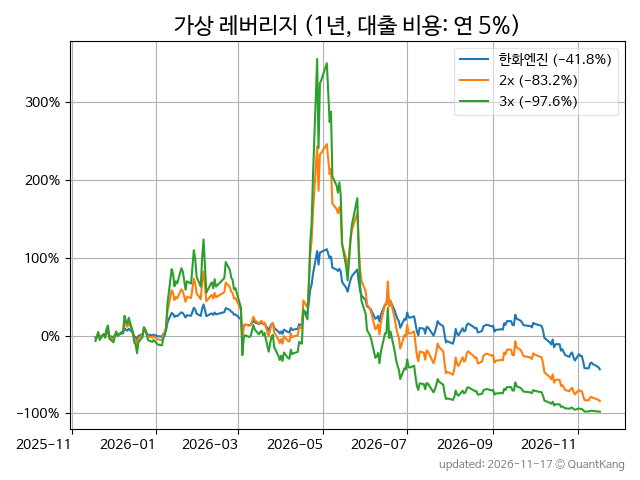 가상 레버리지 (1년, 대출 비용: 연 5%)
한화엔진 (-41.8%)
2x (-83.2%)
3x (-97.6%)
300%
200%
100%
0%
-100%
2025-11 2026-01 2026-03 2026-05 2026-07 2026-09 2026-11
updated: 2026-11-17 © QuantKang